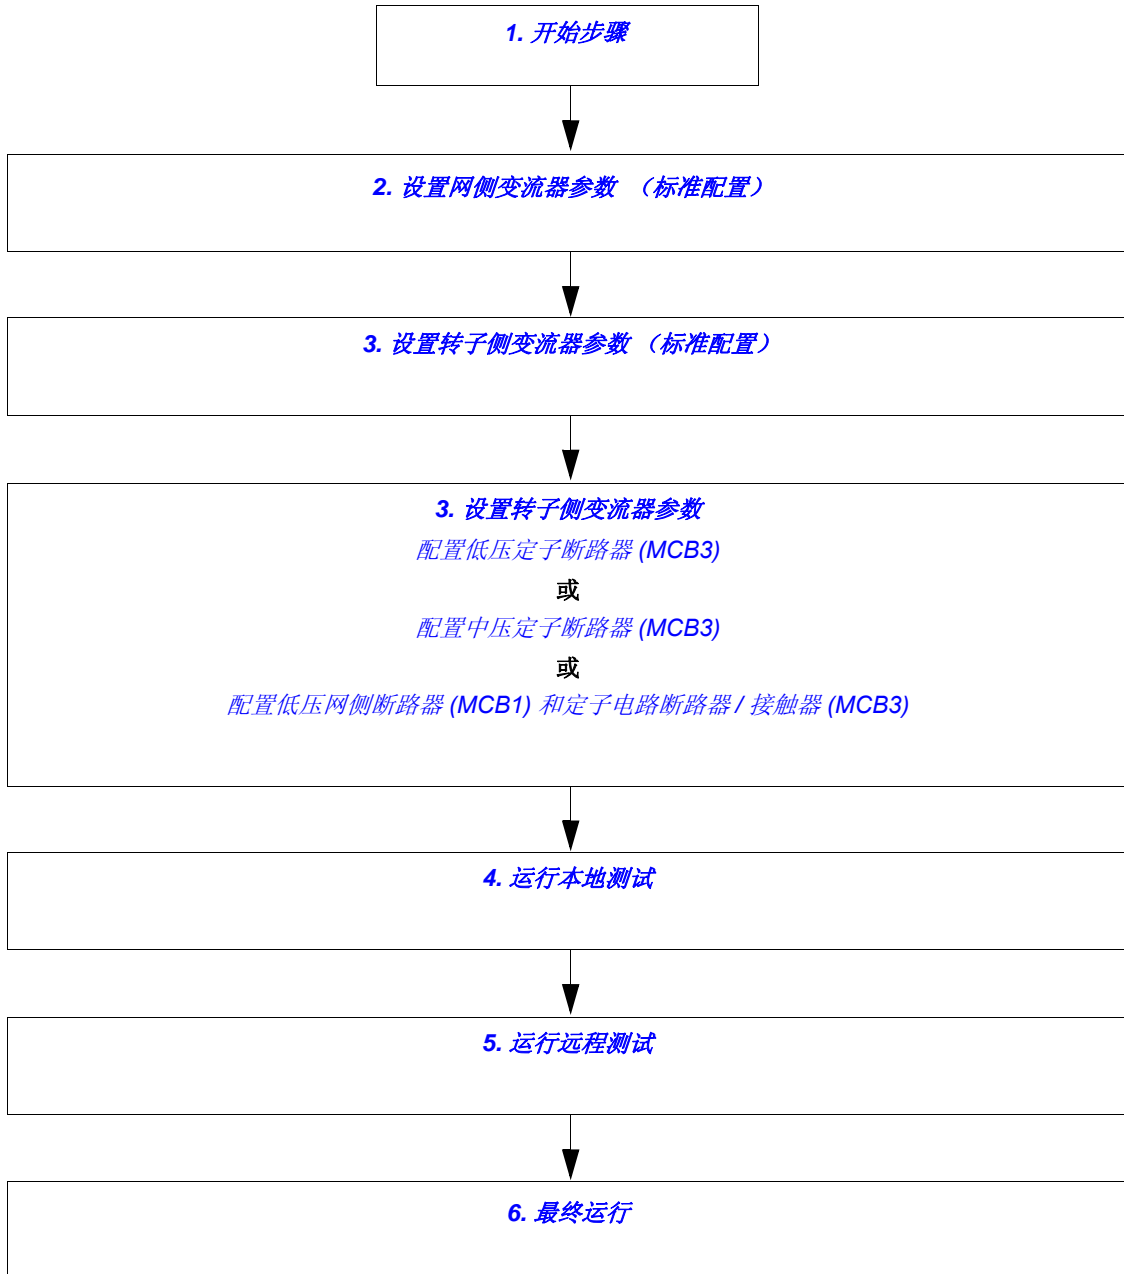 1. 开始步骤
2. 设置网侧变流器参数 （标准配置）
3. 设置转子侧变流器参数 （标准配置）
3. 设置转子侧变流器参数
配置低压定子断路器 (MCB3)
或
配置中压定子断路器 (MCB3)
或
配置低压网侧断路器 (MCB1) 和定子电路断路器 / 接触器 (MCB3)
4. 运行本地测试
5. 运行远程测试
6. 最终运行